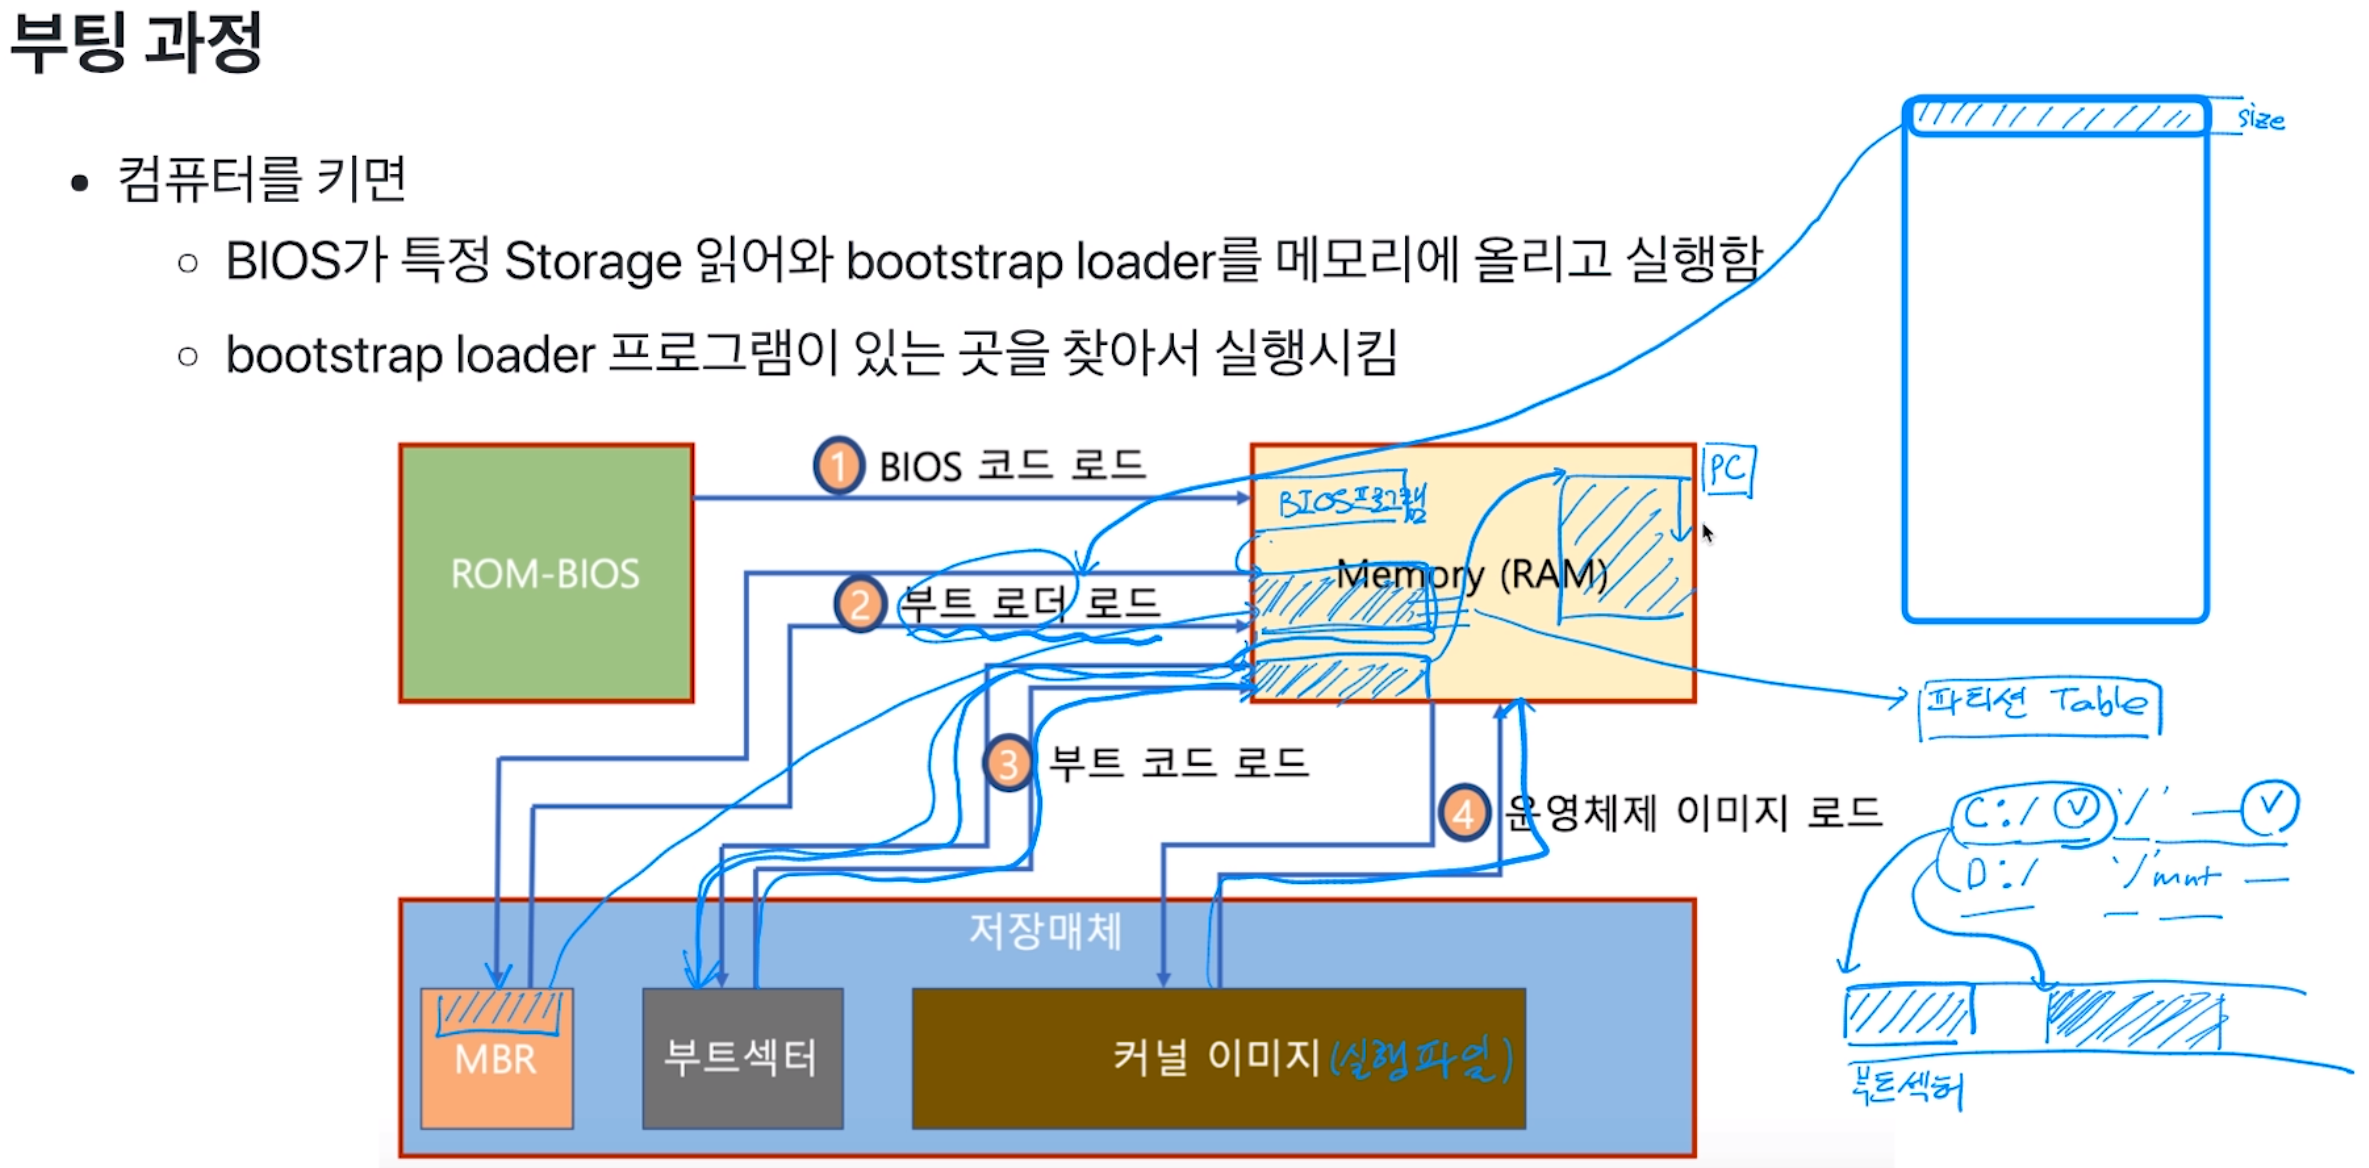 부팅 과정
• 컴퓨터를 키면
○ BIOS가 특정 Storage 읽어와 bootstrap loader를 메모리에 올리고 실행함
○ bootstrap loader 프로그램이 있는 곳을 찾아서 실행시킴
size
1 BIOS 코드 로드
PC
BIOS프로그램
ROM-BIOS
Memory (RAM)
2 부트 로더 로드
파티션 Table
3 부트 코드 로드
4 운영체제 이미지 로드
C:/ V '/' — V
D:/ '/mnt —
저장매체
MBR
부트섹터
커널 이미지(실행파일)
부트섹터